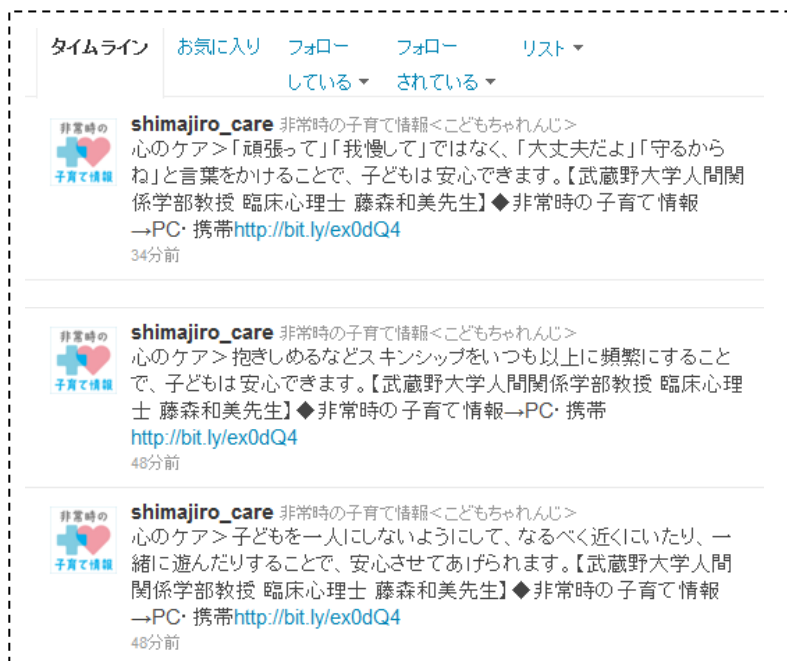 タイムライン お気に入り フォロー フォロー リスト
している されている
非常時の
子育て情報
shimajiro_care 非常時の子育て情報<こどもちゃれんじ>
心のケア>「頑張って」「我慢して」ではなく、「大丈夫だよ」「守るから
ね」と言葉をかけることで、子どもは安心できます。【武蔵野大学人間関
係学部教授 臨床心理士 藤森和美先生】◆非常時の子育て情報
→PC・携帯http://bit.ly/ex0dQ4
34分前
非常時の
子育て情報
shimajiro_care 非常時の子育て情報<こどもちゃれんじ>
心のケア>抱きしめるなどスキンシップをいつも以上に頻繁にすること
で、子どもは安心できます。【武蔵野大学人間関係学部教授 臨床心理
士 藤森和美先生】◆非常時の子育て情報→PC・携帯
http://bit.ly/ex0dQ4
48分前
非常時の
子育て情報
shimajiro_care 非常時の子育て情報<こどもちゃれんじ>
心のケア>子どもを一人にしないようにして、なるべく近くにいたり、一
緒に遊んだりすることで、安心させてあげられます。【武蔵野大学人間
関係学部教授 臨床心理士 藤森和美先生】◆非常時の子育て情報
→PC・携帯http://bit.ly/ex0dQ4
48分前